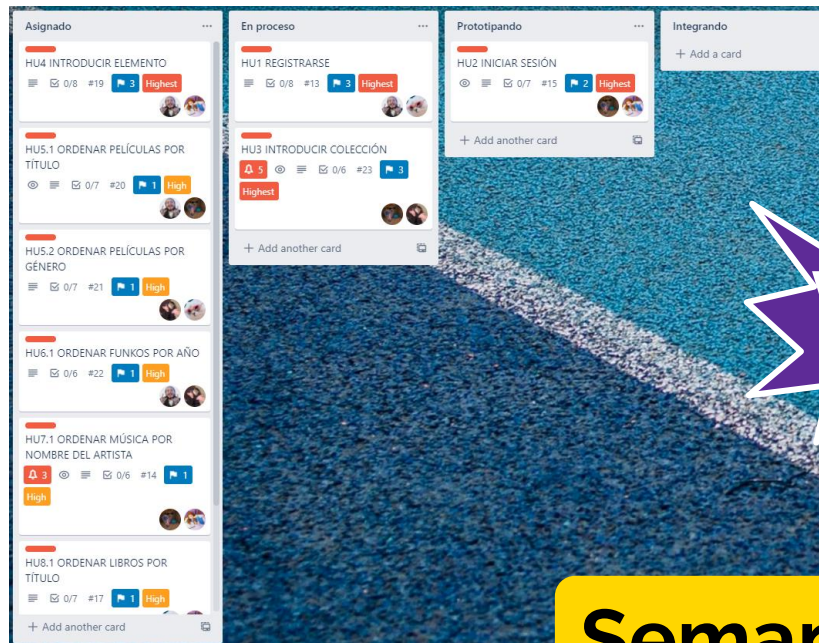 Asignado
HU4 INTRODUCIR ELEMENTO
0/8 #19 3 Highest
HU5.1 ORDENAR PELÍCULAS POR
TÍTULO
0/7 #20 1 High
HU5.2 ORDENAR PELÍCULAS POR
GÉNERO
0/7 #21 1 High
HU6.1 ORDENAR FUNKOS POR AÑO
0/6 #22 1 High
HU7.1 ORDENAR MÚSICA POR
NOMBRE DEL ARTISTA
3 0/6 #14 1
High
HU8.1 ORDENAR LIBROS POR
TÍTULO
0/7 #17 1 High
+ Add another card
En proceso
HU1 REGISTRARSE
0/8 #13 3 Highest
HU3 INTRODUCIR COLECCIÓN
5 0/6 #23 3
Highest
+ Add another card
Prototipando
HU2 INICIAR SESIÓN
0/7 #15 2 Highest
+ Add another card
Integrando
+ Add a card